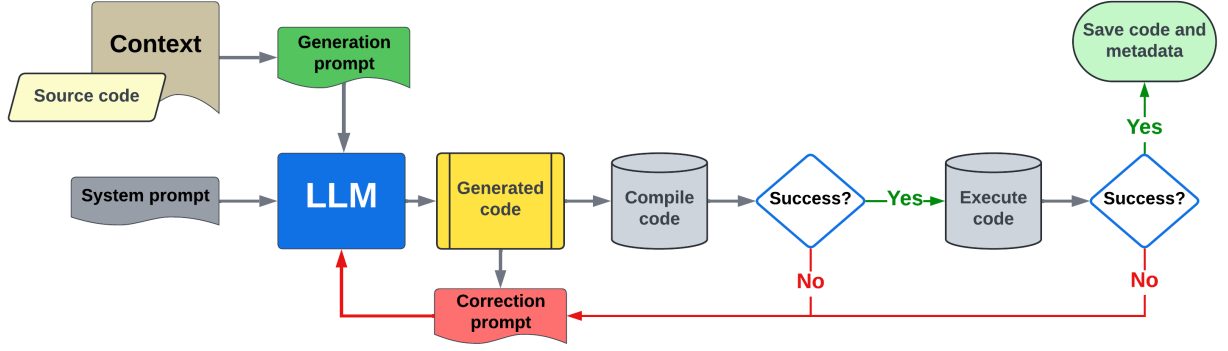 Context
Source code
Generation
prompt
Save code and
metadata
Yes
System prompt
LLM
Generated
code
Compile
code
Success?
Yes
Execute
code
Success?
No
No
Correction
prompt